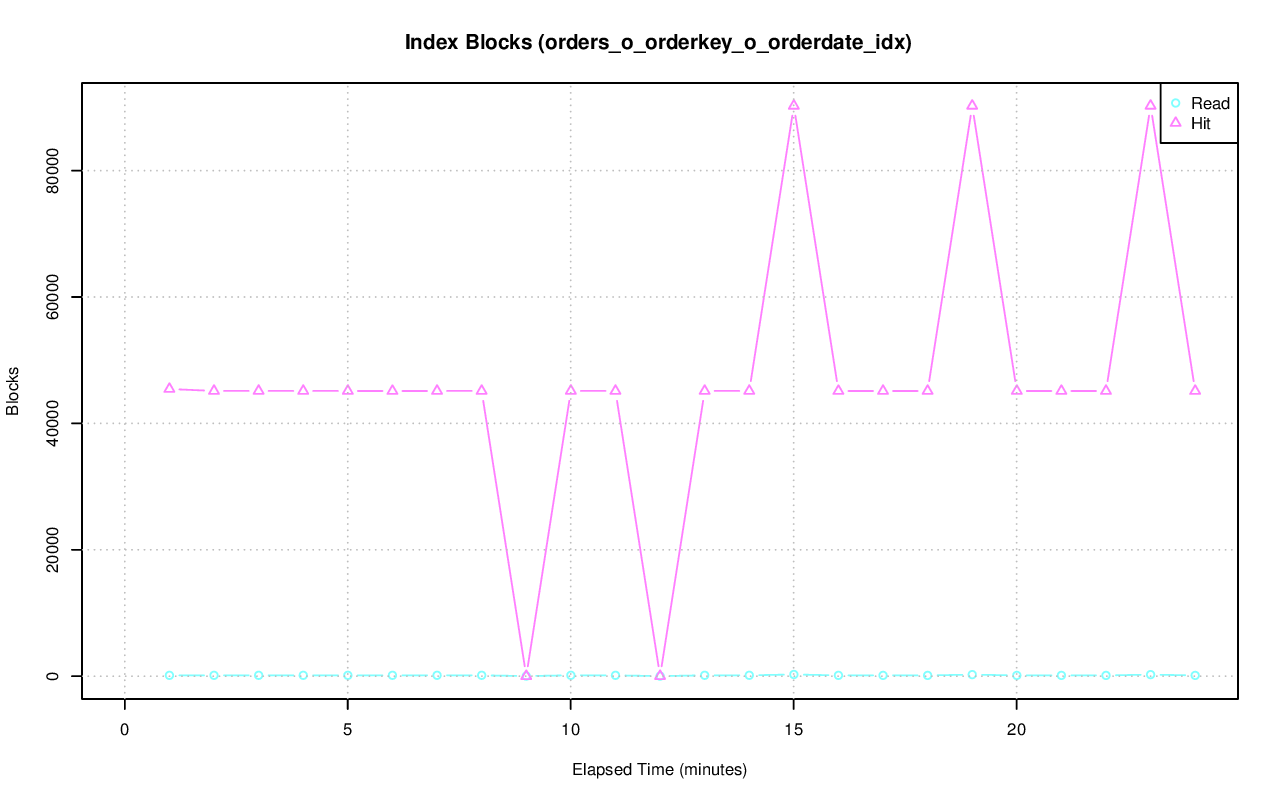 Index Blocks (orders_o_orderkey_o_orderdate_idx)
Read
Hit
Blocks
80000
60000
40000
20000
0
0 5 10 15 20
Elapsed Time (minutes)